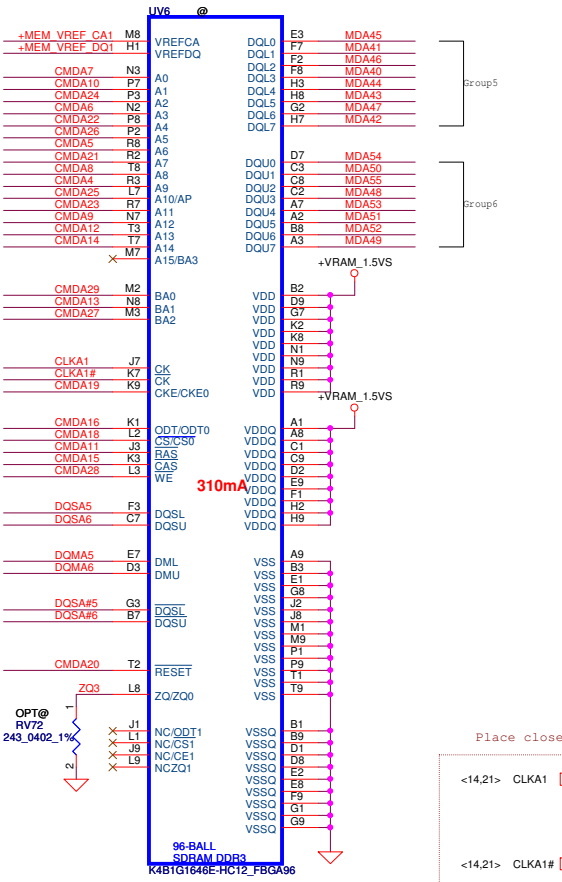 UV6 @
+MEM_VREF_CA1 M8 VREFCA DQL0 E3 MDA45
+MEM_VREF_DQ1 H1 VREFDQ DQL1 F7 MDA41
DQL2 F2 MDA46
CMDA7 N3 A0 DQL3 F8 MDA40
CMDA10 P7 A1 DQL4 H3 MDA44
CMDA24 P3 A2 DQL5 H8 MDA43
CMDA6 N2 A3 DQL6 G2 MDA47
CMDA22 P8 A4 DQL7 H7 MDA42
Group5
CMDA26 P2 A5
CMDA5 R8 A6
CMDA21 R2 A7 DQU0 D7 MDA54
CMDA8 T8 A8 DQU1 C3 MDA50
CMDA4 R3 A9 DQU2 C8 MDA55
CMDA25 L7 A10/AP DQU3 C2 MDA48
CMDA23 R7 A11 DQU4 A7 MDA53
CMDA9 N7 A12 DQU5 A2 MDA51
CMDA12 T3 A13 DQU6 B8 MDA52
CMDA14 T7 A14 DQU7 A3 MDA49
Group6
M7 A15/BA3
+VRAM_1.5VS
CMDA29 M2 BA0 VDD B2
CMDA13 N8 BA1 VDD D9
CMDA27 M3 BA2 VDD G7
VDD K2
VDD K8
VDD N1
CLKA1 J7 CK VDD N9
CLKA1# K7 CK VDD R1
CMDA19 K9 CKE/CKE0 VDD R9
+VRAM_1.5VS
CMDA16 K1 ODT/ODT0 VDDQ A1
CMDA18 L2 CS/CS0 VDDQ A8
CMDA11 J3 RAS VDDQ C1
CMDA15 K3 CAS VDDQ C9
CMDA28 L3 WE VDDQ D2
310mA VDDQ E9
VDDQ F1
DQSA5 F3 DQSL VDDQ H2
DQSA6 C7 DQSU VDDQ H9
DQMA5 E7 DML VSS A9
DQMA6 D3 DMU VSS B3
VSS E1
VSS G8
DQSA#5 G3 DQSL VSS J2
DQSA#6 B7 DQSU VSS J8
VSS M1
VSS M9
VSS P1
CMDA20 T2 RESET VSS P9
VSS T1
ZQ3 L8 ZQ/ZQ0 VSS T9
OPT@
RV72
243_0402_1%
1
2
J1 NC/ODT1 VSSQ B1
L1 NC/CS1 VSSQ B9
J9 NC/CE1 VSSQ D1
L9 NCZQ1 VSSQ D8
VSSQ E2
VSSQ E8
VSSQ F9
VSSQ G1
VSSQ G9
96-BALL
SDRAM DDR3
K4B1G1646E-HC12_FBGA96
Place close
<14,21> CLKA1
<14,21> CLKA1#